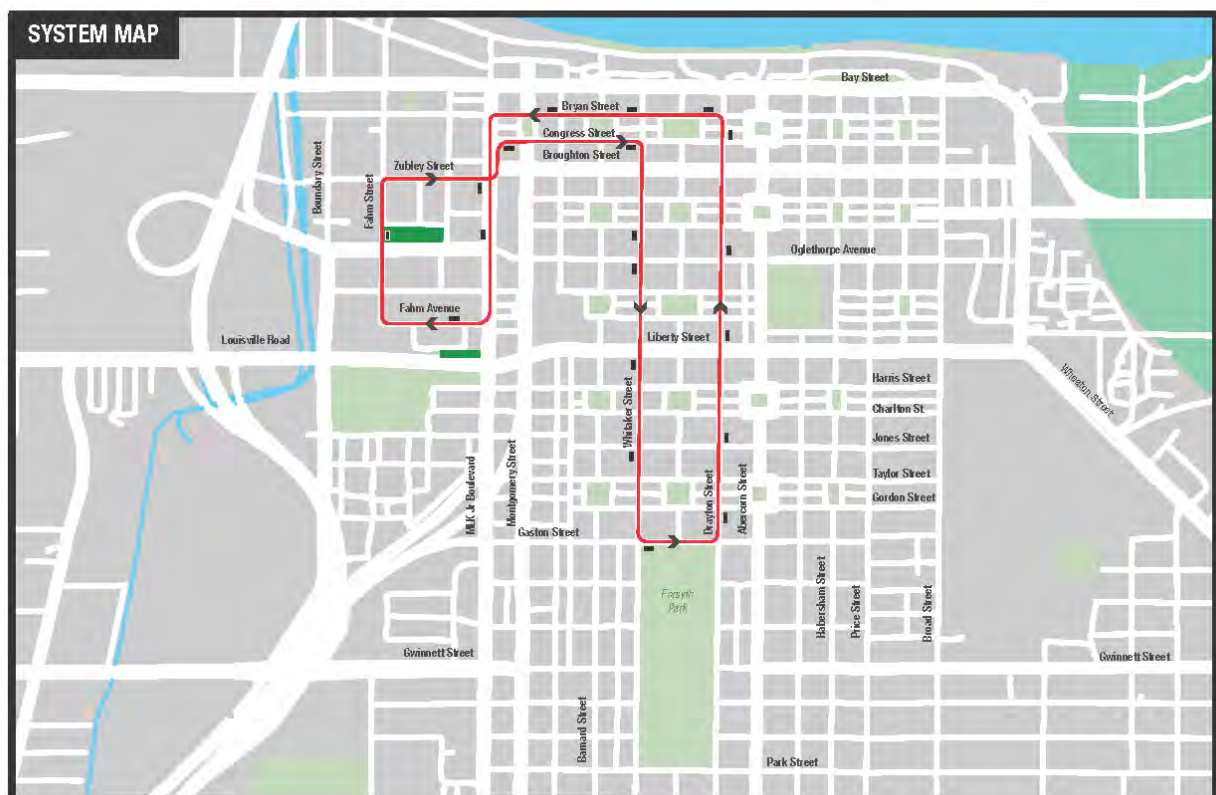 SYSTEM MAP
Bay Street
Bryan Street
Congress Street
Broughton Street
Zubley Street
Boundary Street
Fahm Street
Oglethorpe Avenue
Fahm Avenue
Louisville Road
Liberty Street
Harris Street
Wheaton Street
Charlton St
Whitaker Street
Jones Street
Taylor Street
Gordon Street
MLK Jr Boulevard
Montgomery Street
Drayton Street
Abercorn Street
Gaston Street
Forsyth
Park
Habersham Street
Price Street
Broad Street
Gwinnett Street
Gwinnett Street
Barnard Street
Park Street